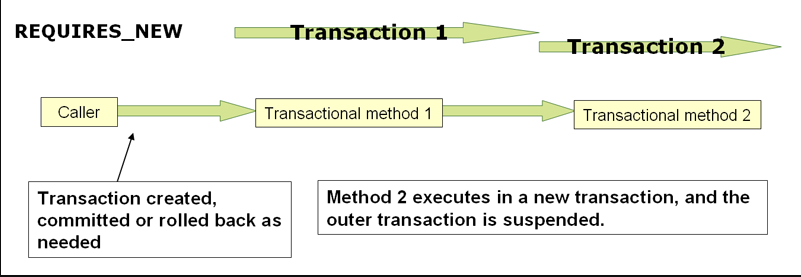 REQUIRES_NEW
Transaction 1
Transaction 2
Caller
Transactional method 1
Transactional method 2
Transaction created,
committed or rolled back as
needed
Method 2 executes in a new transaction, and the
outer transaction is suspended.